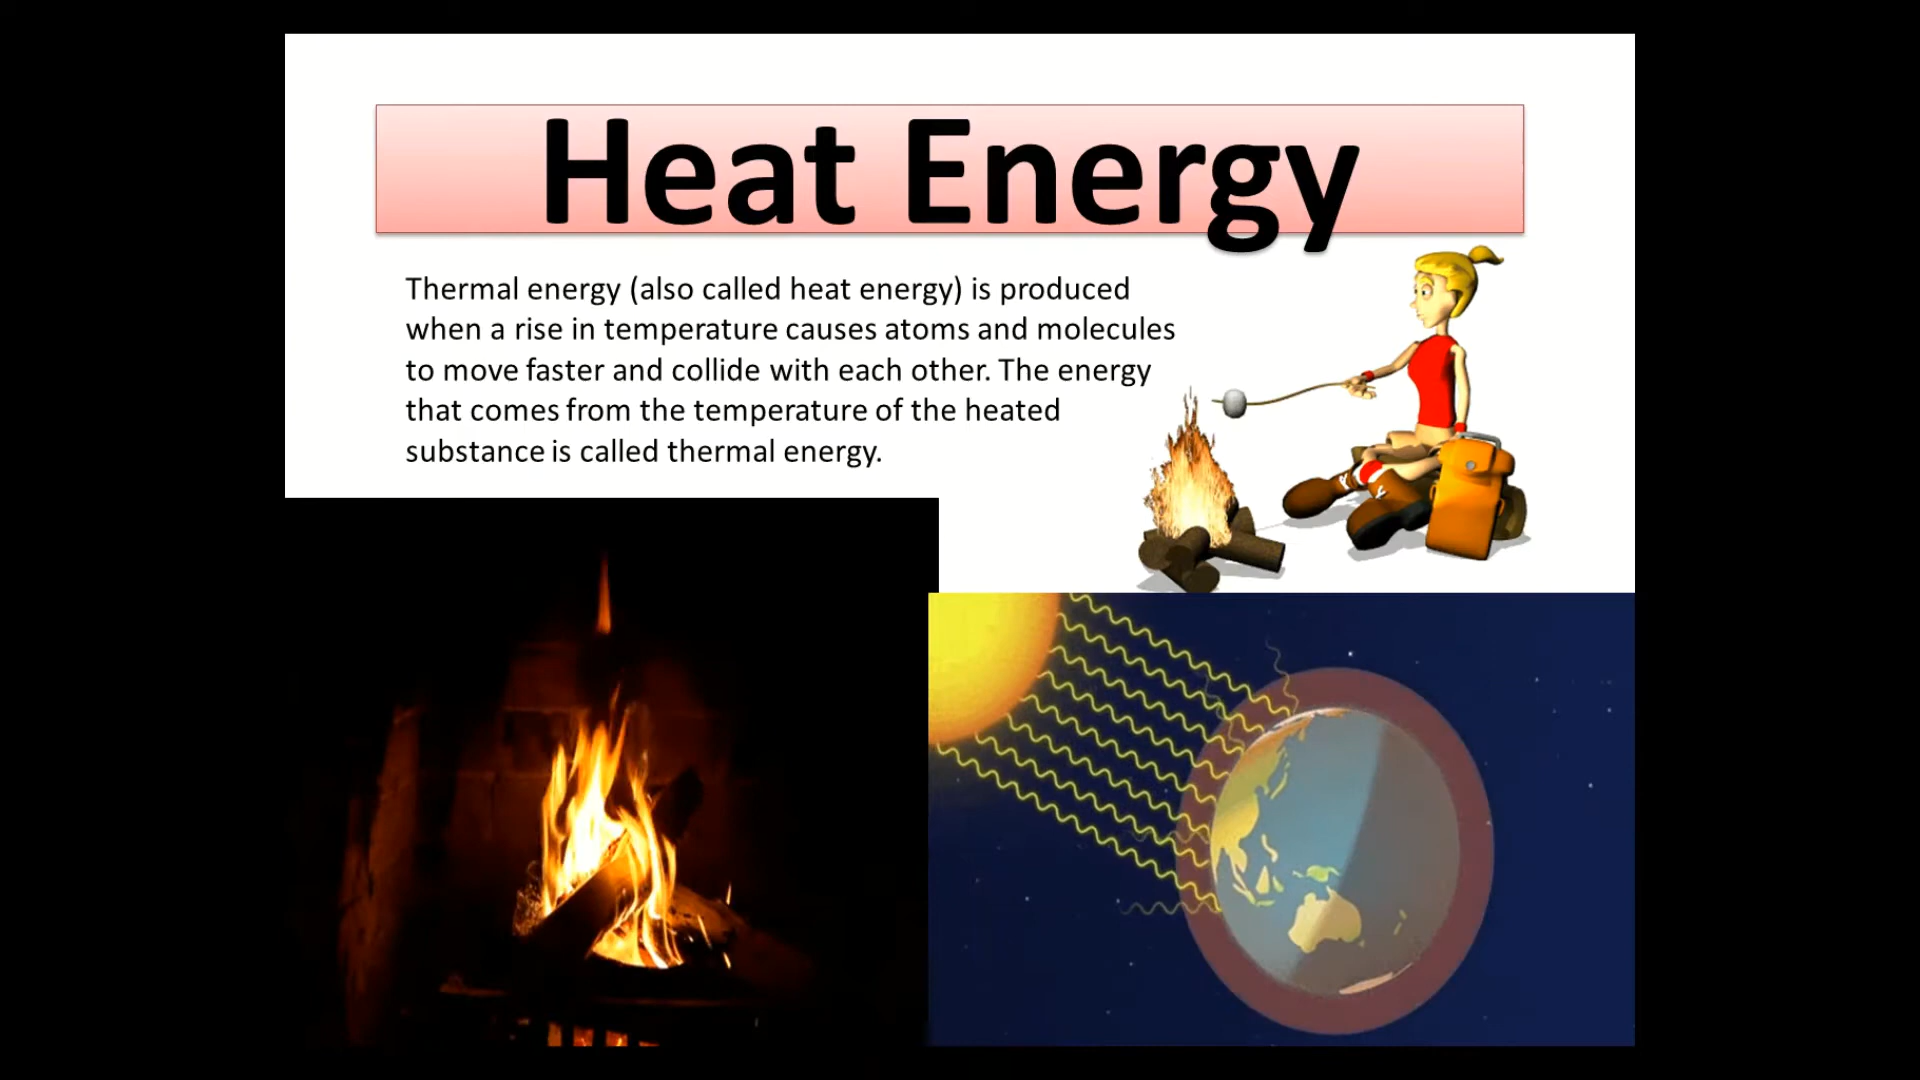 Heat Energy
Thermal energy (also called heat energy) is produced
when a rise in temperature causes atoms and molecules
to move faster and collide with each other. The energy
that comes from the temperature of the heated
substance is called thermal energy.